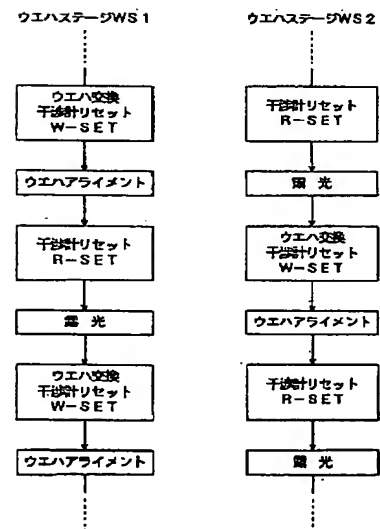 ウエハステージWS1
ウエハ交換
干渉計リセット
W-SET
ウエハアライメント
干渉計リセット
R-SET
露光
ウエハ交換
干渉計リセット
W-SET
ウエハアライメント
ウエハステージWS2
干渉計リセット
R-SET
露光
ウエハ交換
干渉計リセット
W-SET
ウエハアライメント
干渉計リセット
R-SET
露光